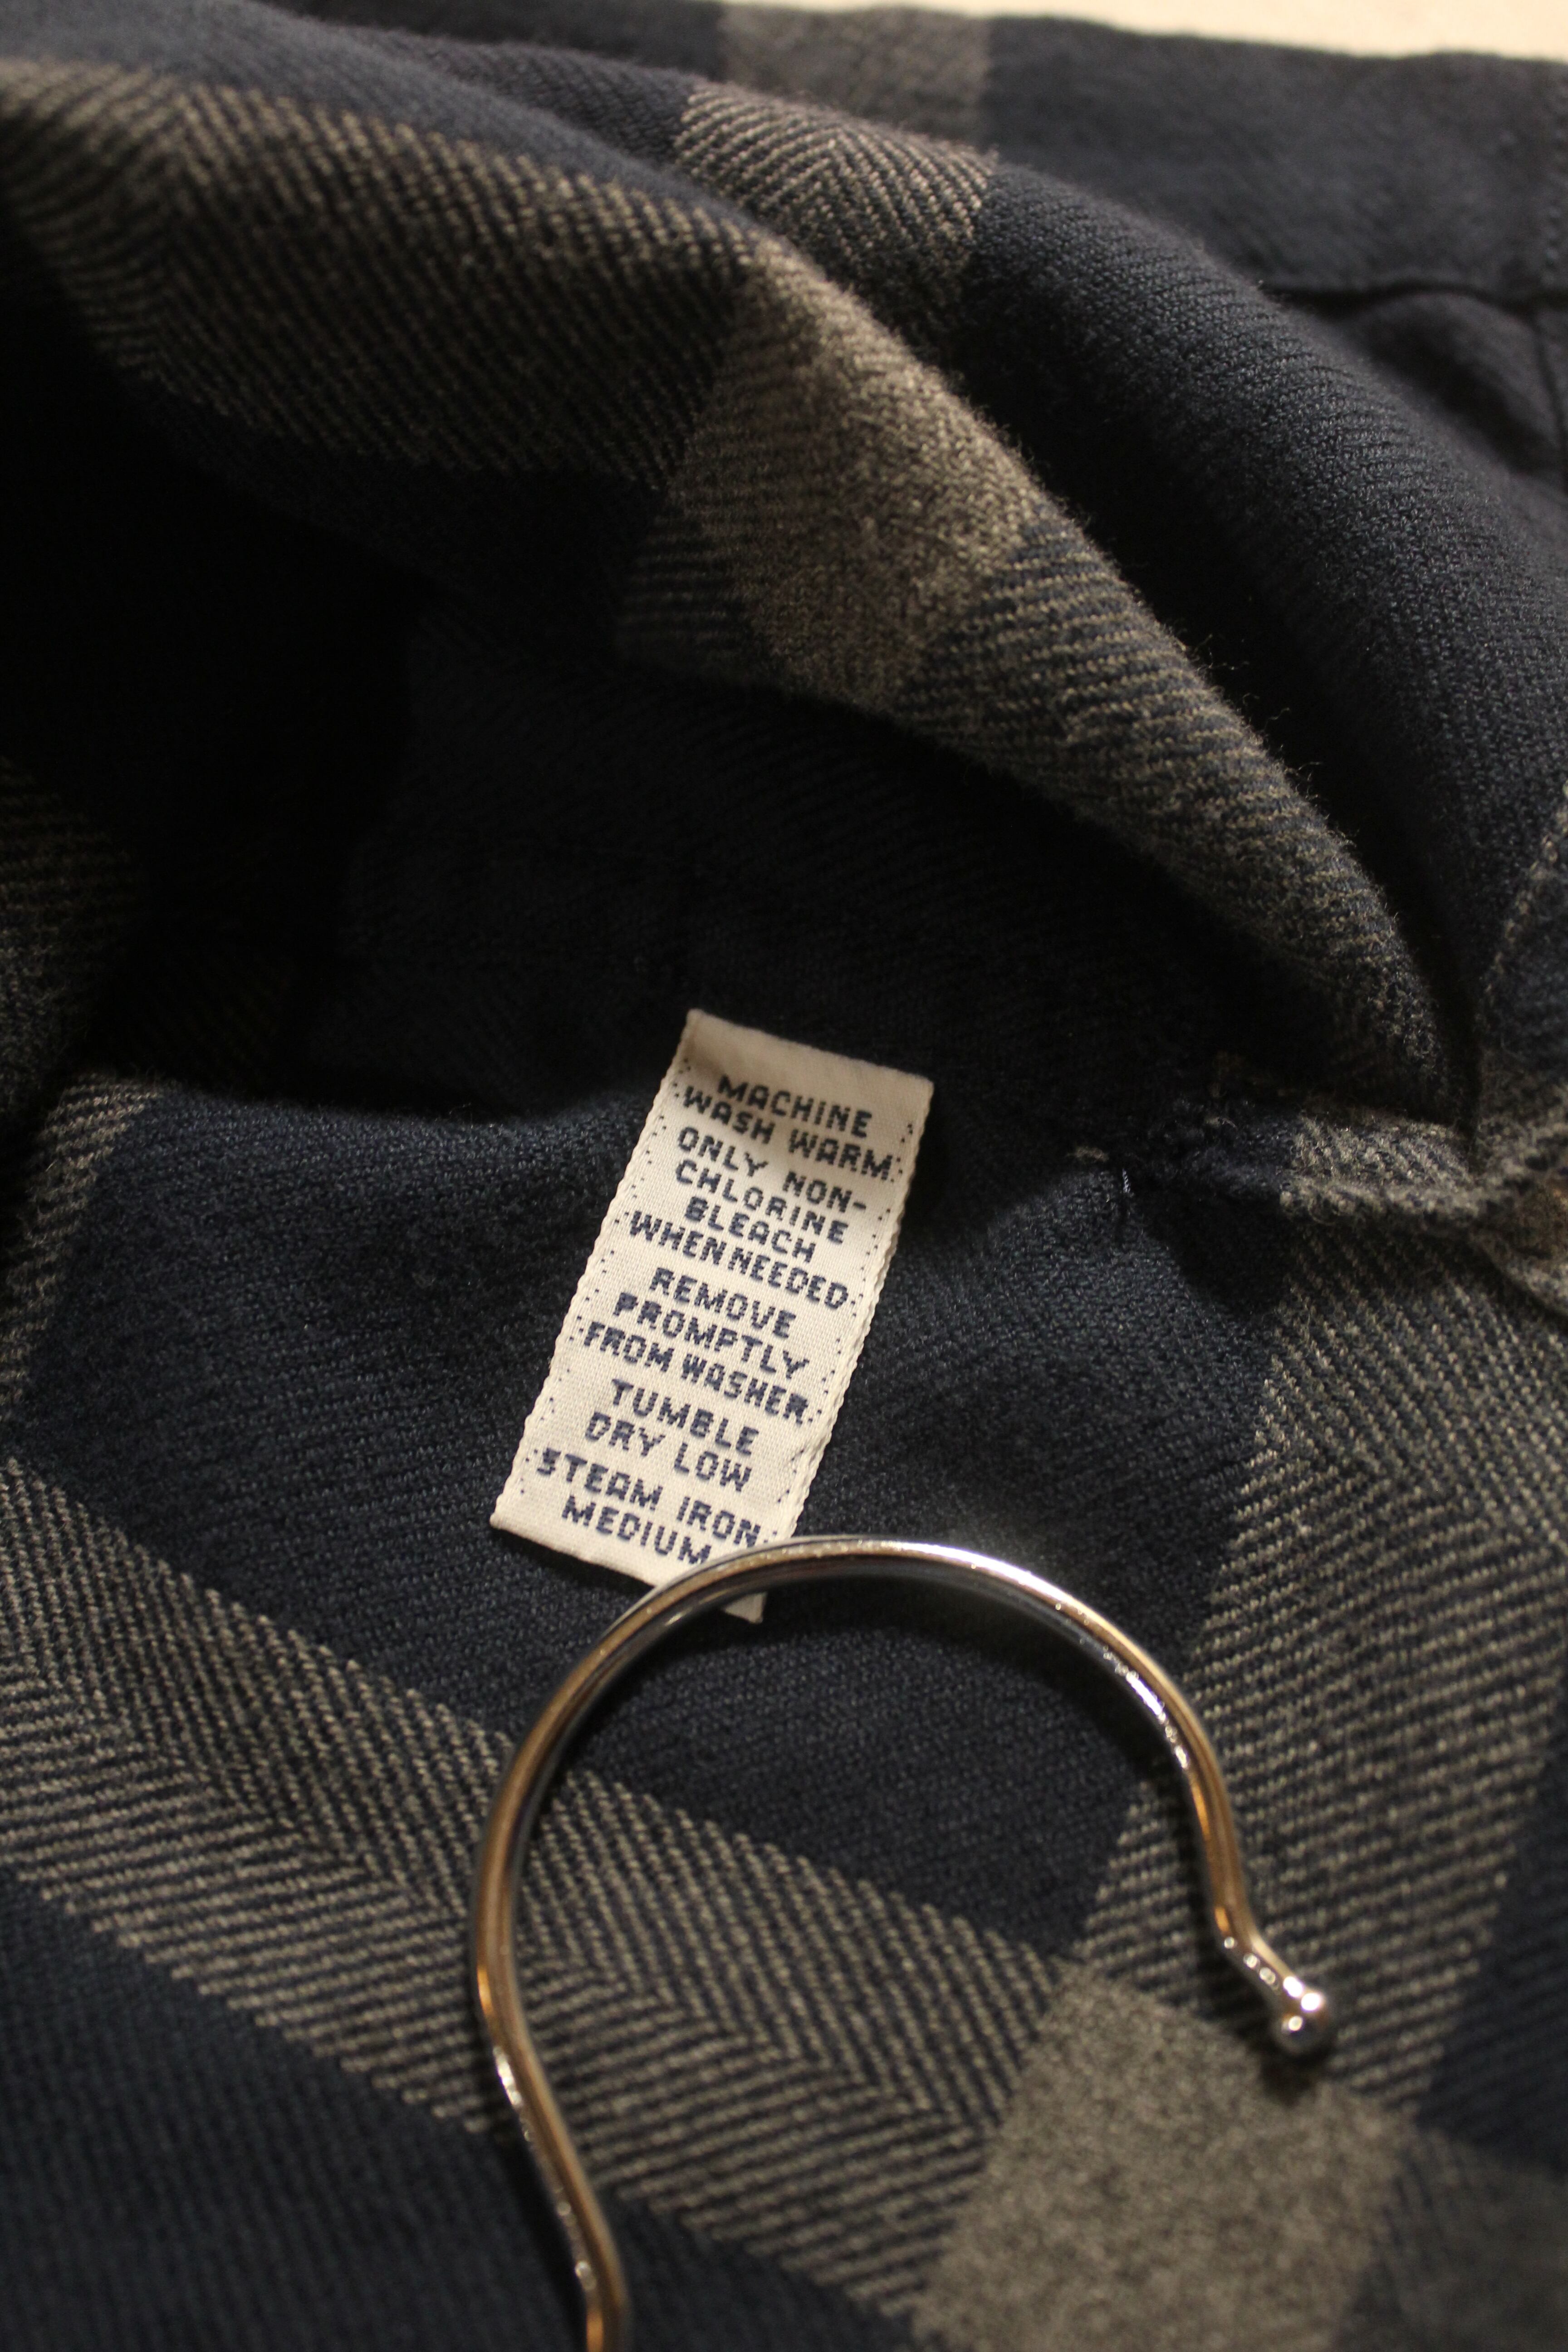 MACHINE
WASH WARM
ONLY NON-
CHLORINE
BLEACH
WHEN NEEDED
REMOVE
PROMPTLY
FROM WASHER
TUMBLE
DRY LOW
STEAM IRON
MEDIUM